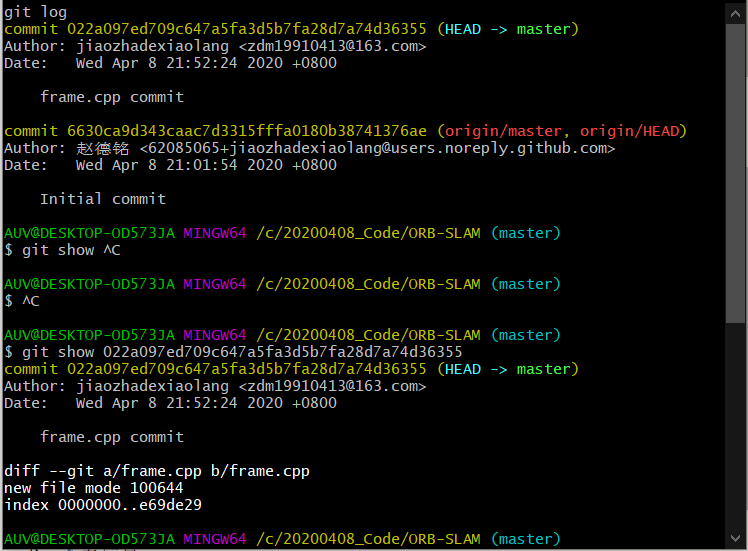 git log
commit 022a097ed709c647a5fa3d5b7fa28d7a74d36355 (HEAD -> master)
Author: jiaozhadexiaolang <zdm19910413@163.com>
Date:   Wed Apr 8 21:52:24 2020 +0800
frame.cpp commit
commit 6630ca9d343caac7d3315fffa0180b38741376ae (origin/master, origin/HEAD)
Author: 赵德铭 <62085065+jiaozhadexiaolang@users.noreply.github.com>
Date:   Wed Apr 8 21:01:54 2020 +0800
Initial commit
AUV@DESKTOP-OD573JA MINGW64 /c/20200408_Code/ORB-SLAM (master)
$ git show ^C
AUV@DESKTOP-OD573JA MINGW64 /c/20200408_Code/ORB-SLAM (master)
$ ^C
AUV@DESKTOP-OD573JA MINGW64 /c/20200408_Code/ORB-SLAM (master)
$ git show 022a097ed709c647a5fa3d5b7fa28d7a74d36355
commit 022a097ed709c647a5fa3d5b7fa28d7a74d36355 (HEAD -> master)
Author: jiaozhadexiaolang <zdm19910413@163.com>
Date:   Wed Apr 8 21:52:24 2020 +0800
frame.cpp commit
diff --git a/frame.cpp b/frame.cpp
new file mode 100644
index 0000000..e69de29
AUV@DESKTOP-OD573JA MINGW64 /c/20200408_Code/ORB-SLAM (master)